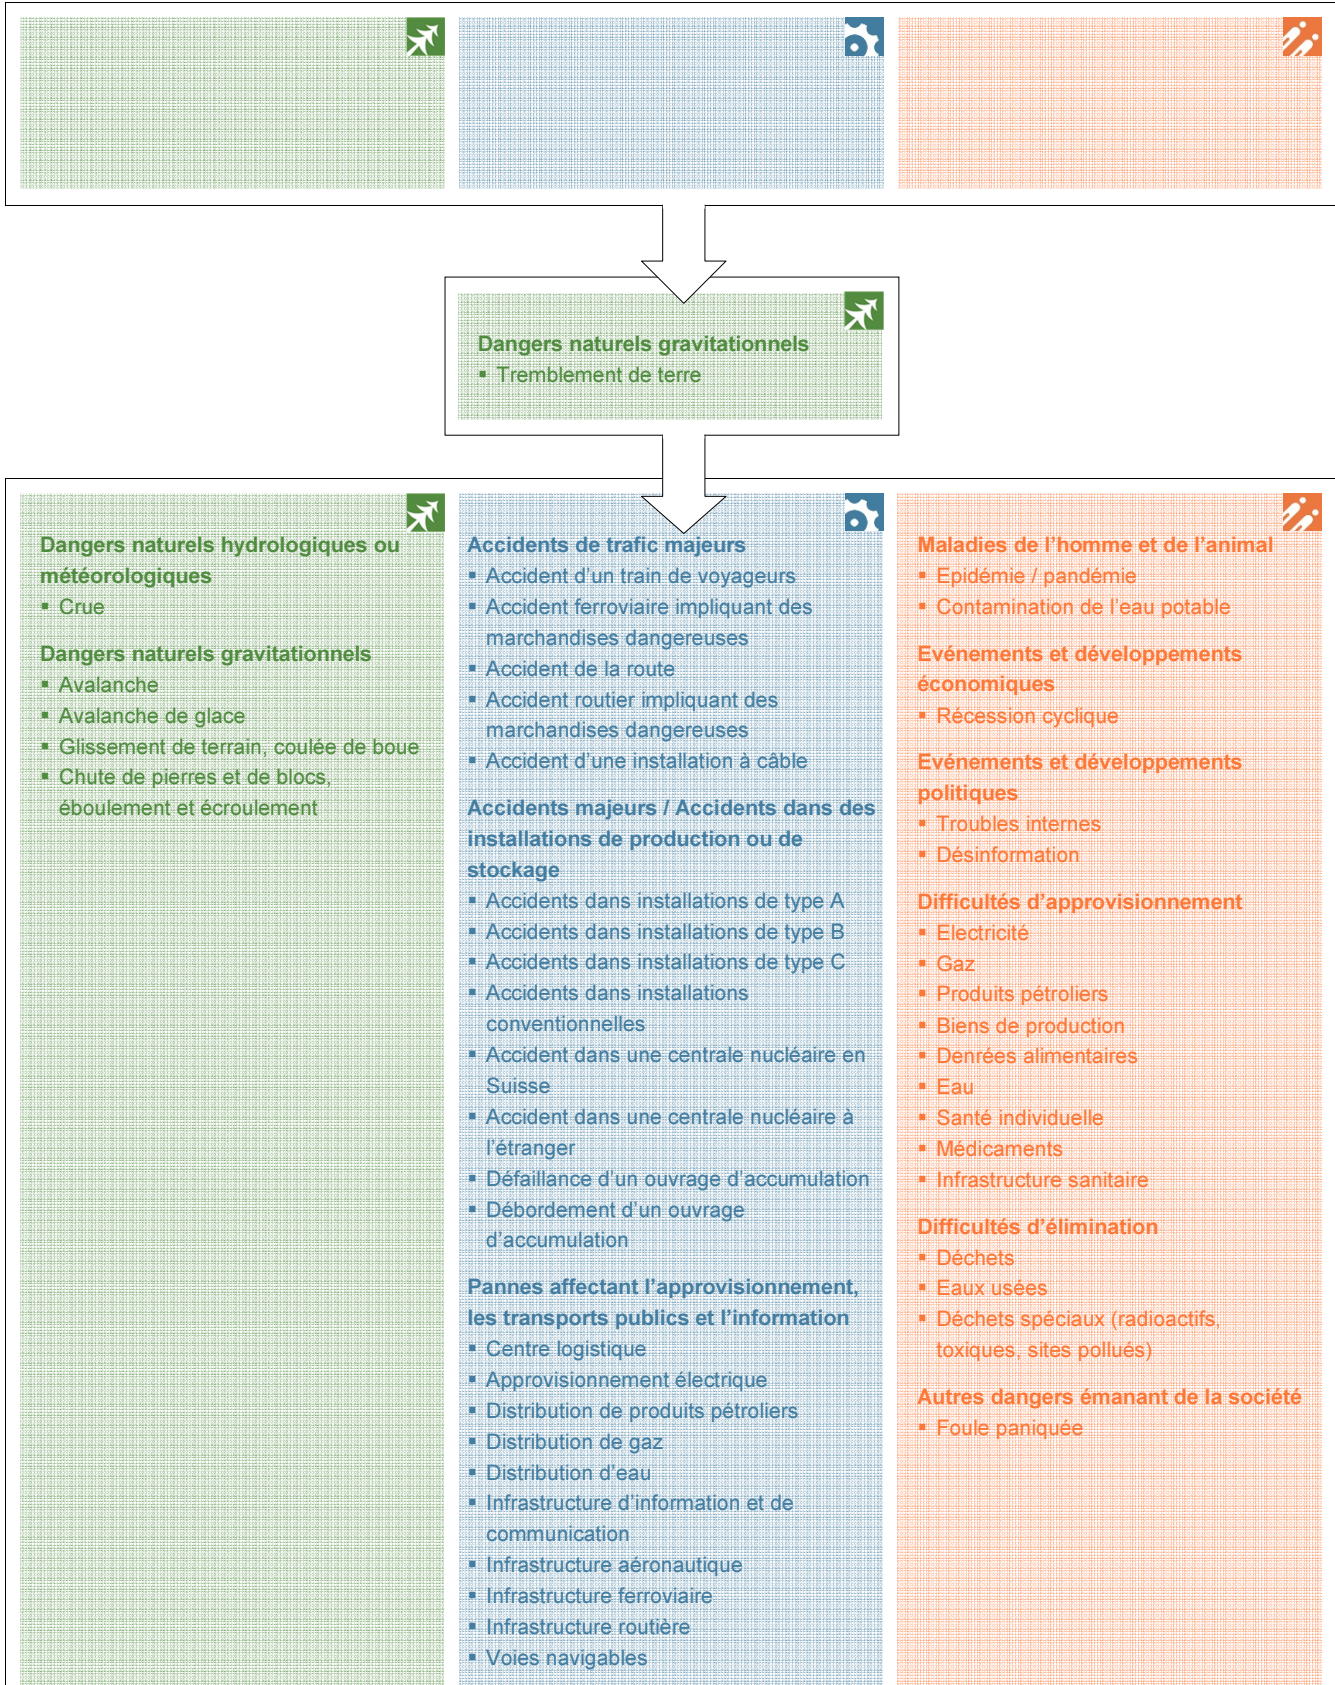 Dangers naturels gravitationnels
▪ Tremblement de terre
Dangers naturels hydrologiques ou
météorologiques
▪ Crue
Dangers naturels gravitationnels
▪ Avalanche
▪ Avalanche de glace
▪ Glissement de terrain, coulée de boue
▪ Chute de pierres et de blocs,
éboulement et écroulement
Accidents de trafic majeurs
▪ Accident d'un train de voyageurs
▪ Accident ferroviaire impliquant des
marchandises dangereuses
▪ Accident de la route
▪ Accident routier impliquant des
marchandises dangereuses
▪ Accident d'une installation à câble
Accidents majeurs / Accidents dans des
installations de production ou de
stockage
▪ Accidents dans installations de type A
▪ Accidents dans installations de type B
▪ Accidents dans installations de type C
▪ Accidents dans installations
conventionnelles
▪ Accident dans une centrale nucléaire en
Suisse
▪ Accident dans une centrale nucléaire à
l'étranger
▪ Défaillance d'un ouvrage d'accumulation
▪ Débordement d'un ouvrage
d'accumulation
Pannes affectant l'approvisionnement,
les transports publics et l'information
▪ Centre logistique
▪ Approvisionnement électrique
▪ Distribution de produits pétroliers
▪ Distribution de gaz
▪ Distribution d'eau
▪ Infrastructure d'information et de
communication
▪ Infrastructure aéronautique
▪ Infrastructure ferroviaire
▪ Infrastructure routière
▪ Voies navigables
Maladies de l'homme et de l'animal
▪ Epidémie / pandémie
▪ Contamination de l'eau potable
Evénements et développements
économiques
▪ Récession cyclique
Evénements et développements
politiques
▪ Troubles internes
▪ Désinformation
Difficultés d'approvisionnement
▪ Electricité
▪ Gaz
▪ Produits pétroliers
▪ Biens de production
▪ Denrées alimentaires
▪ Eau
▪ Santé individuelle
▪ Médicaments
▪ Infrastructure sanitaire
Difficultés d'élimination
▪ Déchets
▪ Eaux usées
▪ Déchets spéciaux (radioactifs,
toxiques, sites pollués)
Autres dangers émanant de la société
▪ Foule paniquée